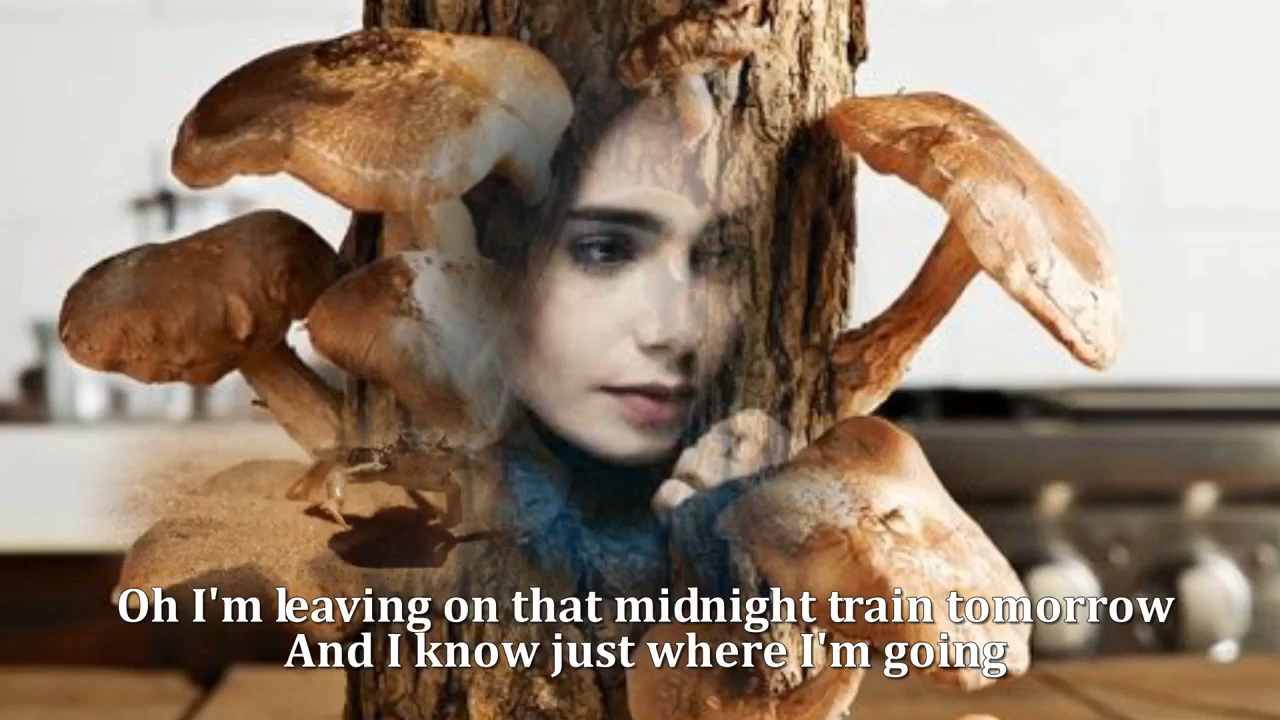 Oh I'm leaving on that midnight train tomorrow
And I know just where I'm going